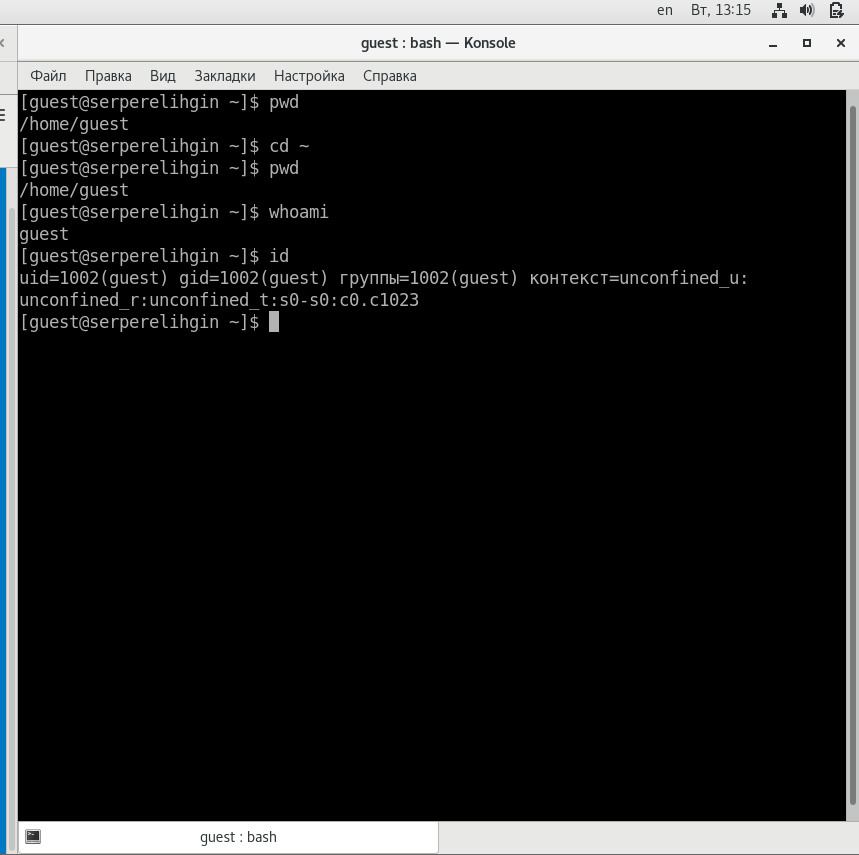 en Вт, 13:15
guest : bash — Konsole
Файл Правка Вид Закладки Настройка Справка
[guest@serperelihgin ~]$ pwd
/home/guest
[guest@serperelihgin ~]$ cd ~
[guest@serperelihgin ~]$ pwd
/home/guest
[guest@serperelihgin ~]$ whoami
guest
[guest@serperelihgin ~]$ id
uid=1002(guest) gid=1002(guest) группы=1002(guest) контекст=unconfined_u:
unconfined_r:unconfined_t:s0-s0:c0.c1023
[guest@serperelihgin ~]$
guest : bash